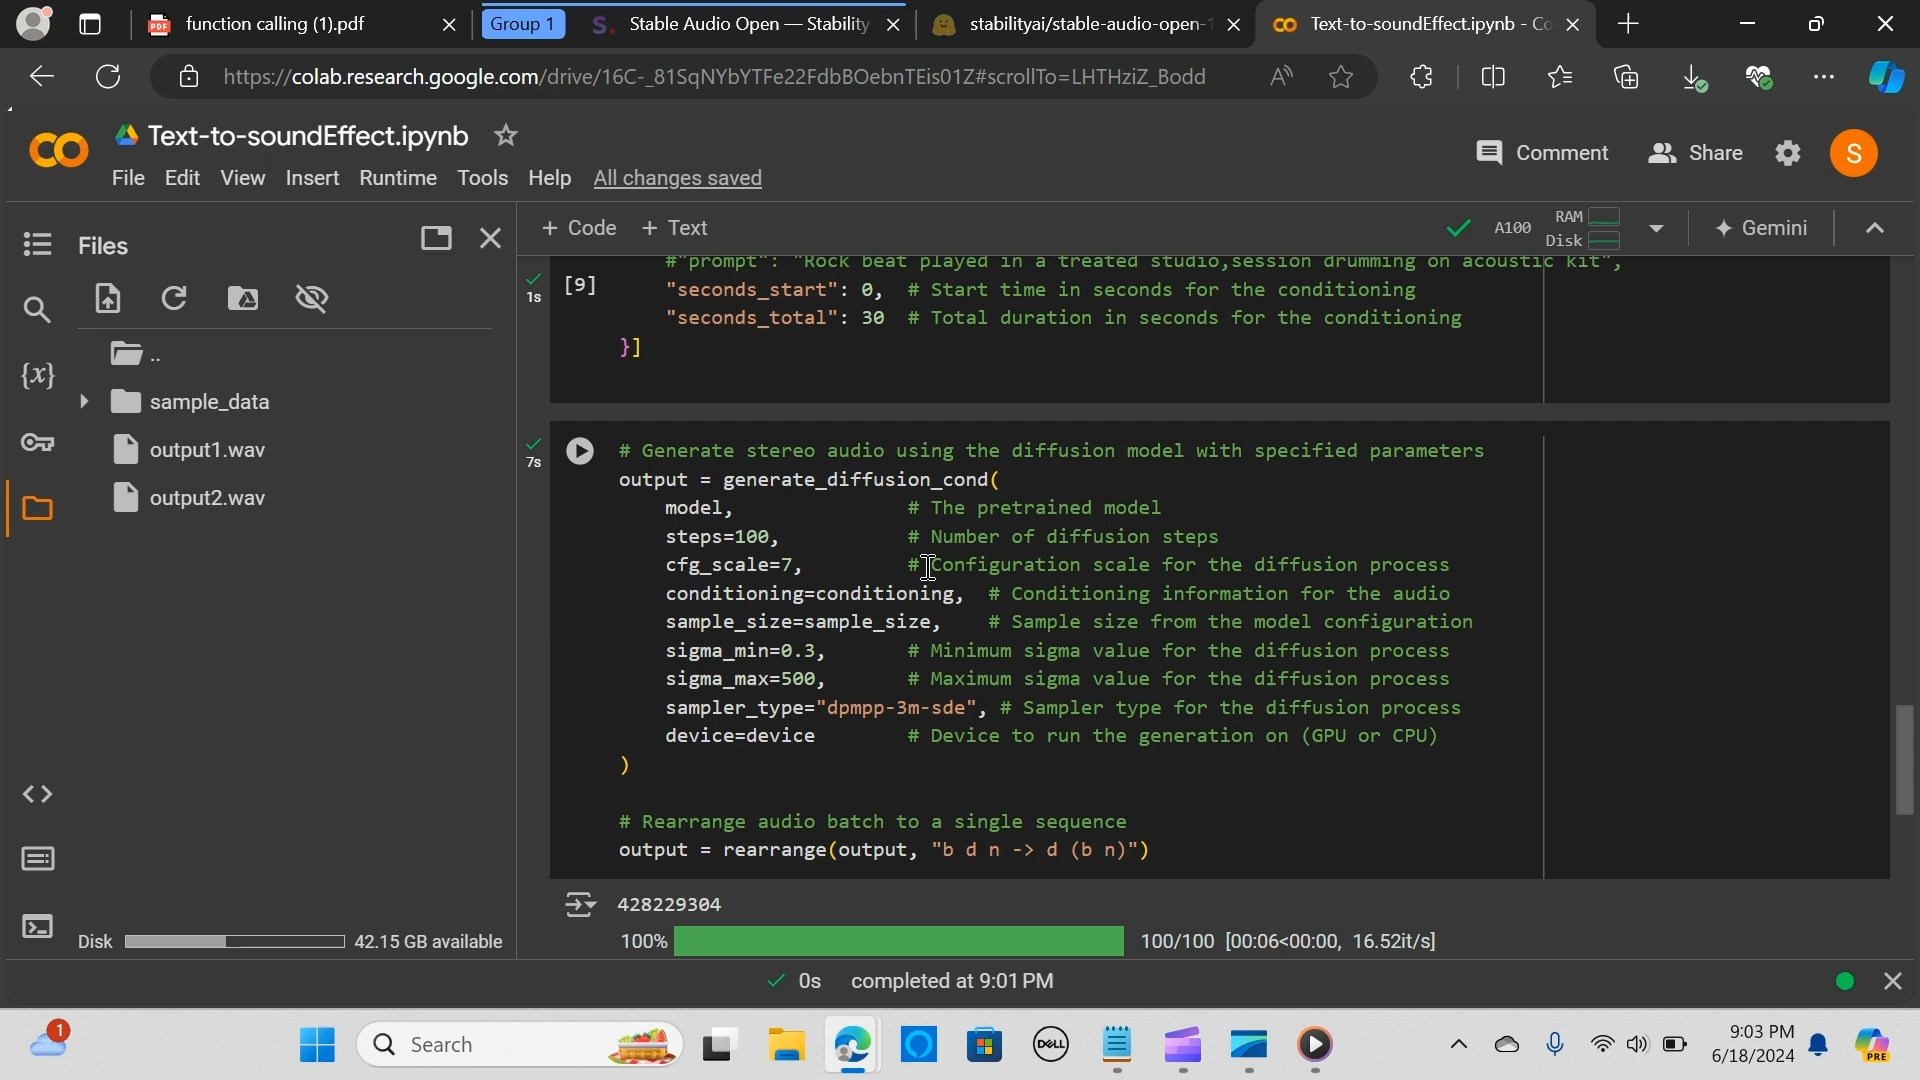 function calling (1).pdf
Group 1
Stable Audio Open — Stability
stabilityai/stable-audio-open-1
Text-to-soundEffect.ipynb - Co
https://colab.research.google.com/drive/16C-_81SqNYbYTFe22FdbBOebnTEis01Z#scrollTo=LHTHziZ_Bodd
Text-to-soundEffect.ipynb
Comment
Share
S
File Edit View Insert Runtime Tools Help All changes saved
Files
+ Code + Text
A100
RAM
Disk
Gemini
..
sample_data
output1.wav
output2.wav
Disk
42.15 GB available
1s
[9]
#"prompt": "Rock beat played in a treated studio,session drumming on acoustic kit",
"seconds_start": 0, # Start time in seconds for the conditioning
"seconds_total": 30 # Total duration in seconds for the conditioning
}]
7s
# Generate stereo audio using the diffusion model with specified parameters
output = generate_diffusion_cond(
model, # The pretrained model
steps=100, # Number of diffusion steps
cfg_scale=7, # Configuration scale for the diffusion process
conditioning=conditioning, # Conditioning information for the audio
sample_size=sample_size, # Sample size from the model configuration
sigma_min=0.3, # Minimum sigma value for the diffusion process
sigma_max=500, # Maximum sigma value for the diffusion process
sampler_type="dpmpp-3m-sde", # Sampler type for the diffusion process
device=device # Device to run the generation on (GPU or CPU)
)
# Rearrange audio batch to a single sequence
output = rearrange(output, "b d n -> d (b n)")
428229304
100% 100/100 [00:06<00:00, 16.52it/s]
0s completed at 9:01 PM
1
Search
DELL
9:03 PM
6/18/2024
PRE